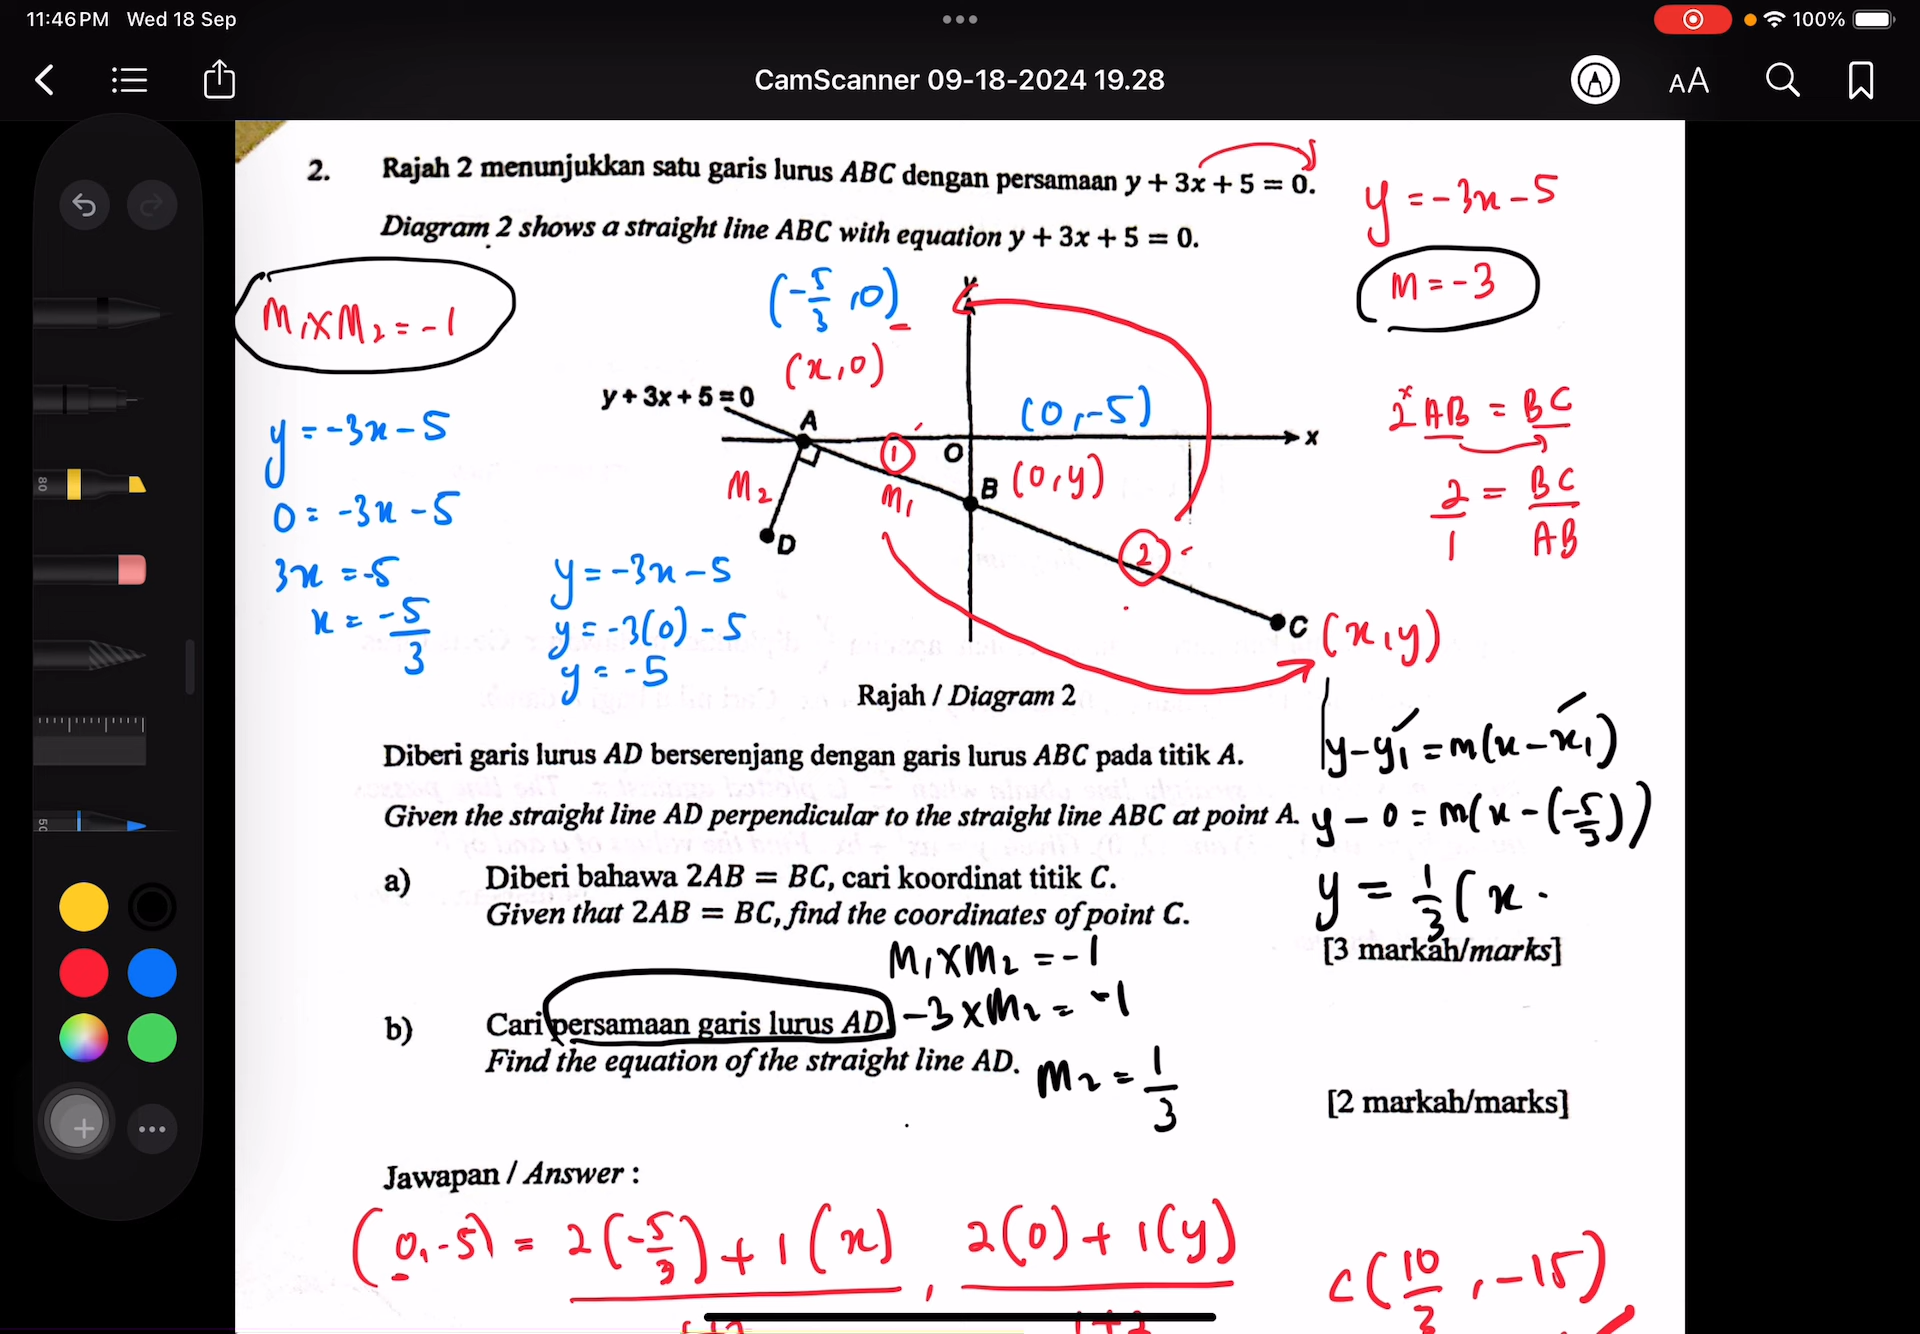 11:46 PM Wed 18 Sep
100%
CamScanner 09-18-2024 19.28
AA
2. Rajah 2 menunjukkan satu garis lurus ABC dengan persamaan y + 3x + 5 = 0.
Diagram 2 shows a straight line ABC with equation y + 3x + 5 = 0.
y = -3x - 5
m = -3
M1 x M2 = -1
(-5/3, 0)
(x, 0)
y + 3x + 5 = 0
A
y
(0, -5)
x
O
1
B (0, y)
M2
M1
D
2
C (x, y)
2 AB = BC
2/1 = BC/AB
y = -3x - 5
0 = -3x - 5
3x = -5
x = -5/3
y = -3x - 5
y = -3(0) - 5
y = -5
Rajah / Diagram 2
Diberi garis lurus AD berserenjang dengan garis lurus ABC pada titik A.
Given the straight line AD perpendicular to the straight line ABC at point A.
y - y1 = m(x - x1)
y - 0 = m(x - (-5/3))
y = 1/3 (x
a) Diberi bahawa 2AB = BC, cari koordinat titik C.
Given that 2AB = BC, find the coordinates of point C.
[3 markah/marks]
M1 x M2 = -1
-3 x M2 = -1
M2 = 1/3
b) Cari persamaan garis lurus AD.
Find the equation of the straight line AD.
[2 markah/marks]
Jawapan / Answer :
(0, -5) = 2(-5/3) + 1(x) , 2(0) + 1(y)
C(10/3, -15)
80